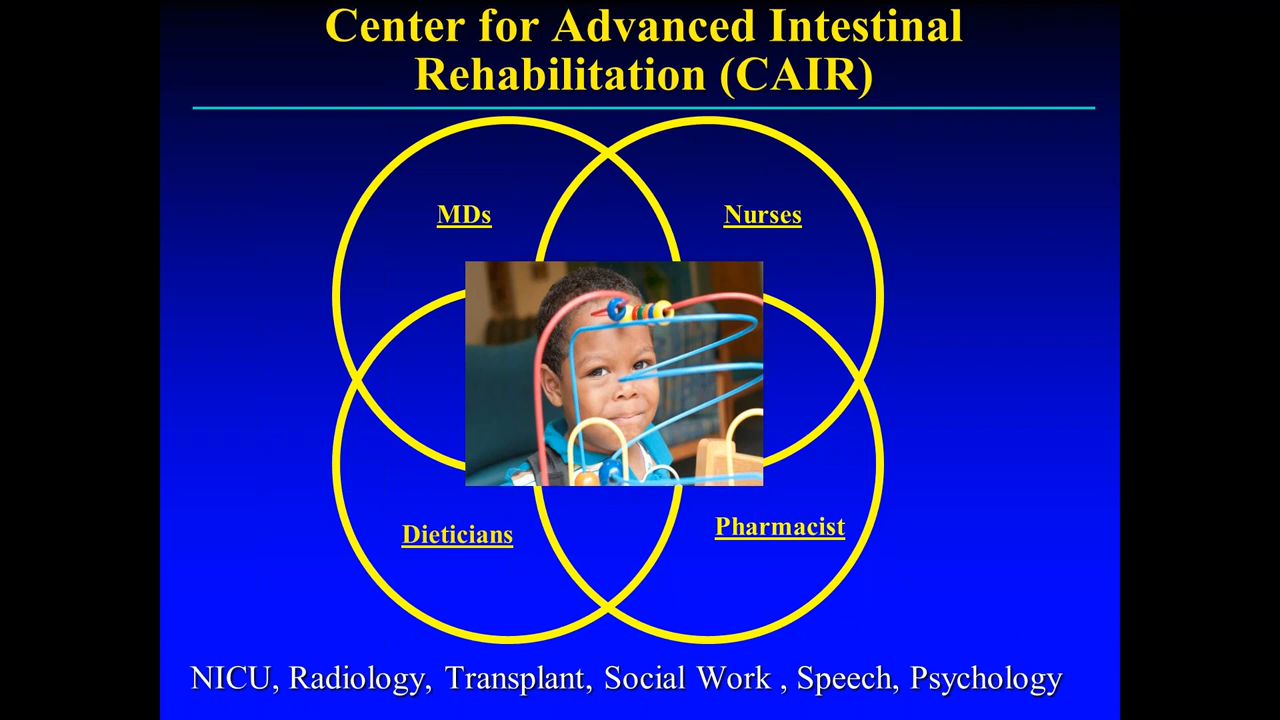 Center for Advanced Intestinal
Rehabilitation (CAIR)
MDs
Nurses
Dieticians
Pharmacist
NICU, Radiology, Transplant, Social Work , Speech, Psychology